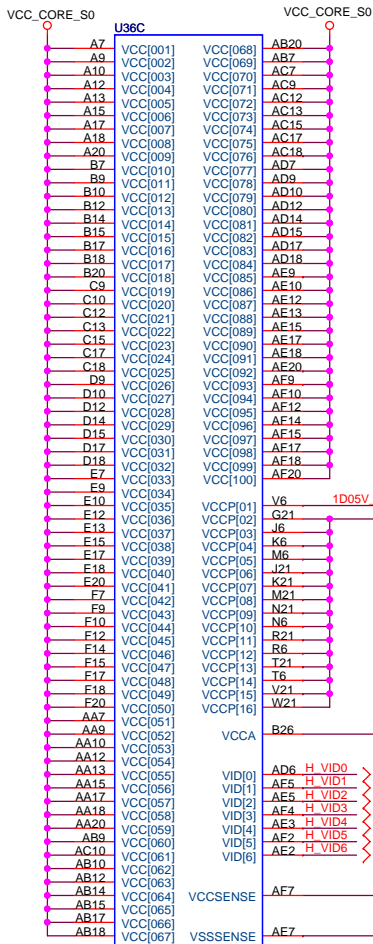 VCC_CORE_S0 VCC_CORE_S0
U36C
A7 VCC[001] VCC[068] AB20
A9 VCC[002] VCC[069] AB7
A10 VCC[003] VCC[070] AC7
A12 VCC[004] VCC[071] AC9
A13 VCC[005] VCC[072] AC12
A15 VCC[006] VCC[073] AC13
A17 VCC[007] VCC[074] AC15
A18 VCC[008] VCC[075] AC17
A20 VCC[009] VCC[076] AC18
B7 VCC[010] VCC[077] AD7
B9 VCC[011] VCC[078] AD9
B10 VCC[012] VCC[079] AD10
B12 VCC[013] VCC[080] AD12
B14 VCC[014] VCC[081] AD14
B15 VCC[015] VCC[082] AD15
B17 VCC[016] VCC[083] AD17
B18 VCC[017] VCC[084] AD18
B20 VCC[018] VCC[085] AE9
C9 VCC[019] VCC[086] AE10
C10 VCC[020] VCC[087] AE12
C12 VCC[021] VCC[088] AE13
C13 VCC[022] VCC[089] AE15
C15 VCC[023] VCC[090] AE17
C17 VCC[024] VCC[091] AE18
C18 VCC[025] VCC[092] AE20
D9 VCC[026] VCC[093] AF9
D10 VCC[027] VCC[094] AF10
D12 VCC[028] VCC[095] AF12
D14 VCC[029] VCC[096] AF14
D15 VCC[030] VCC[097] AF15
D17 VCC[031] VCC[098] AF17
D18 VCC[032] VCC[099] AF18
E7 VCC[033] VCC[100] AF20
E9 VCC[034]
E10 VCC[035] VCCP[01] V6 1D05V_
E12 VCC[036] VCCP[02] G21
E13 VCC[037] VCCP[03] J6
E15 VCC[038] VCCP[04] K6
E17 VCC[039] VCCP[05] M6
E18 VCC[040] VCCP[06] J21
E20 VCC[041] VCCP[07] K21
F7 VCC[042] VCCP[08] M21
F9 VCC[043] VCCP[09] N21
F10 VCC[044] VCCP[10] N6
F12 VCC[045] VCCP[11] R21
F14 VCC[046] VCCP[12] R6
F15 VCC[047] VCCP[13] T21
F17 VCC[048] VCCP[14] T6
F18 VCC[049] VCCP[15] V21
F20 VCC[050] VCCP[16] W21
AA7 VCC[051]
AA9 VCC[052] VCCA B26
AA10 VCC[053]
AA12 VCC[054]
AA13 VCC[055] VID[0] AD6 H_VID0
AA15 VCC[056] VID[1] AF5 H_VID1
AA17 VCC[057] VID[2] AE5 H_VID2
AA18 VCC[058] VID[3] AF4 H_VID3
AA20 VCC[059] VID[4] AE3 H_VID4
AB9 VCC[060] VID[5] AF2 H_VID5
AC10 VCC[061] VID[6] AE2 H_VID6
AB10 VCC[062]
AB12 VCC[063]
AB14 VCC[064] VCCSENSE AF7
AB15 VCC[065]
AB17 VCC[066]
AB18 VCC[067] VSSSENSE AE7